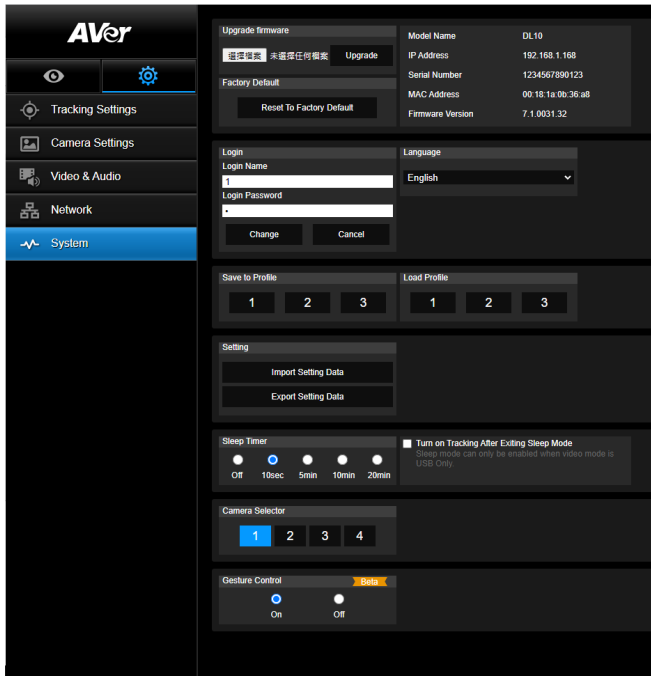 AVer
Tracking Settings
Camera Settings
Video & Audio
Network
System
Upgrade firmware
選擇檔案 未選擇任何檔案 Upgrade
Factory Default
Reset To Factory Default
Model Name DL10
IP Address 192.168.1.168
Serial Number 1234567890123
MAC Address 00:18:1a:0b:36:a8
Firmware Version 7.1.0031.32
Login
Login Name
1
Login Password
•
Change Cancel
Language
English
Save to Profile
1 2 3
Load Profile
1 2 3
Setting
Import Setting Data
Export Setting Data
Sleep Timer
Off 10sec 5min 10min 20min
Turn on Tracking After Exiting Sleep Mode
Sleep mode can only be enabled when video mode is
USB Only.
Camera Selector
1 2 3 4
Gesture Control Beta
On Off